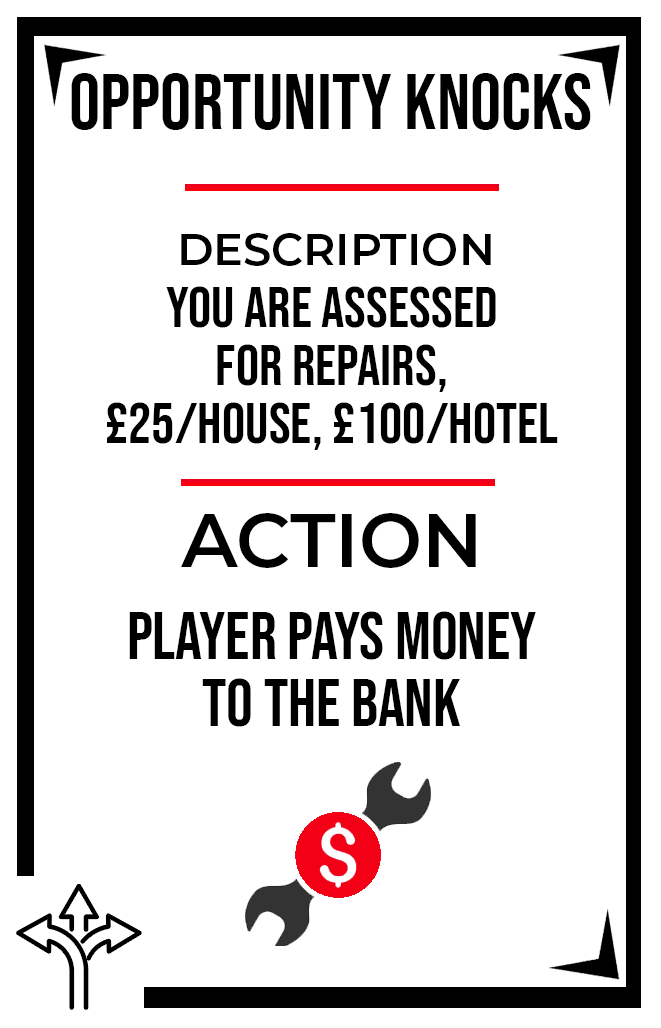 OPPORTUNITY KNOCKS
DESCRIPTION
YOU ARE ASSESSED
FOR REPAIRS,
£25/HOUSE, £100/HOTEL
ACTION
PLAYER PAYS MONEY
TO THE BANK
$